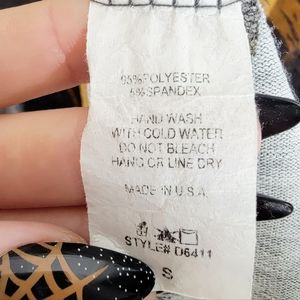 95% POLYESTER
5% SPANDEX
HAND WASH
WITH COLD WATER
DO NOT BLEACH
HANG OR LINE DRY
MADE IN U.S.A.
STYLE# D6411
S